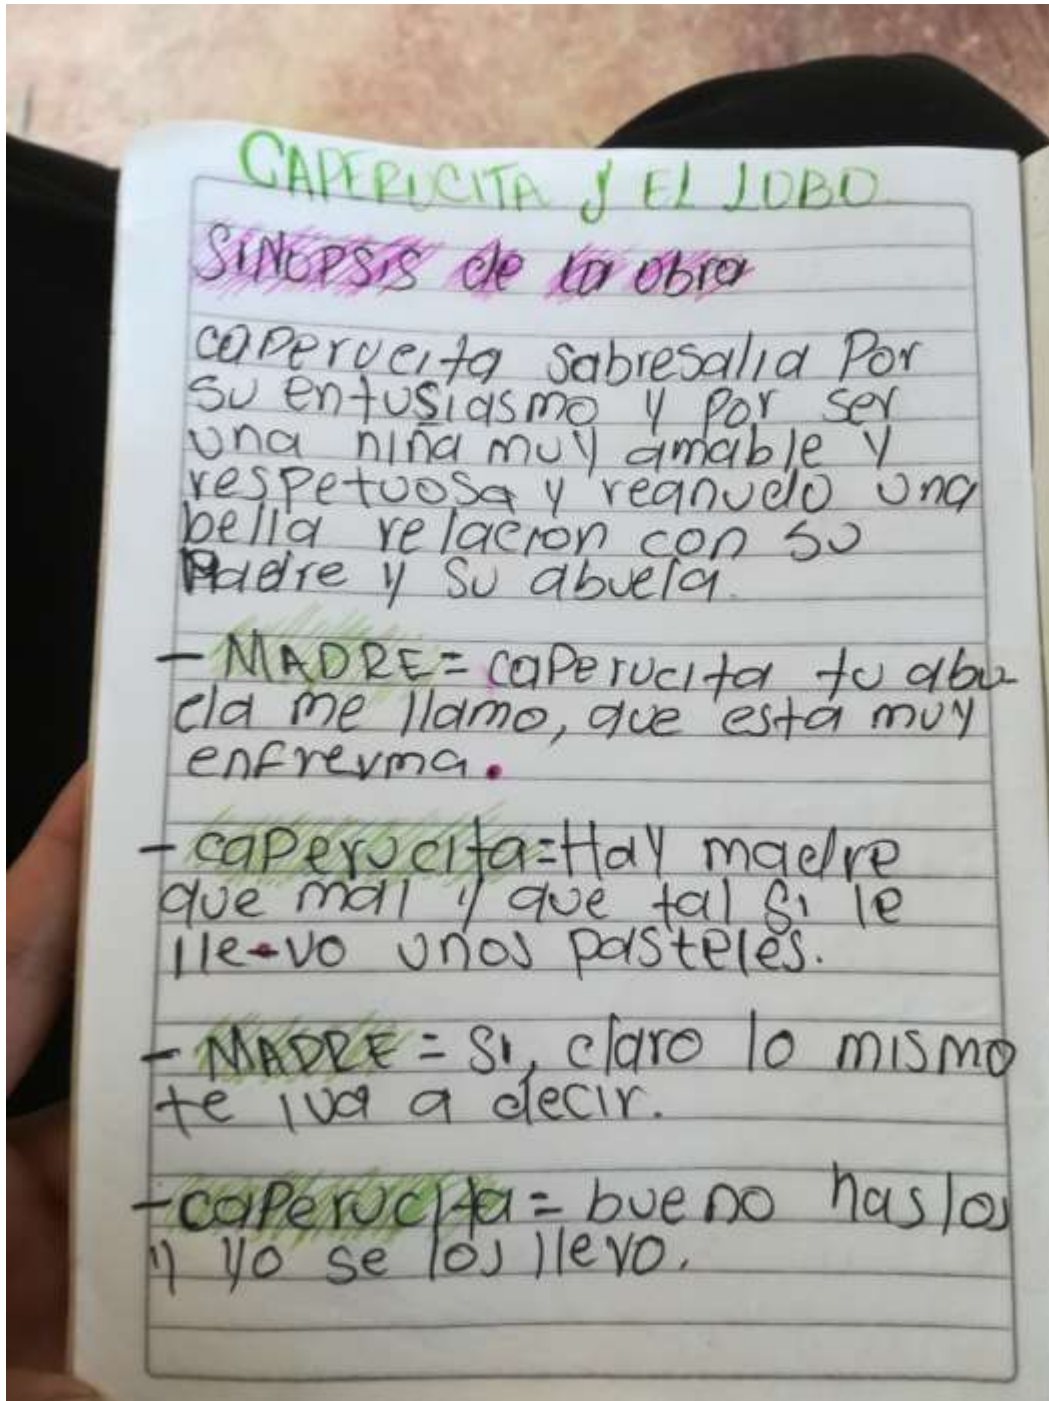 CAPERUCITA y EL LOBO
SINOPSIS de la obra
caperucita sabresalia Por
su entusiasmo y por ser
una niña muy amable y
respetuosa y reanudo una
bella relacion con su
Madre y su abuela.
- MADRE= caperucita tu abu
ela me llamo, que esta muy
enfrerma.
- caperucita=Hay madre
que mal y que tal si le
lle-vo unos pasteles.
- MADRE = si, claro lo mismo
te iva a decir.
- caperucita= bueno haslos
y yo se los llevo.